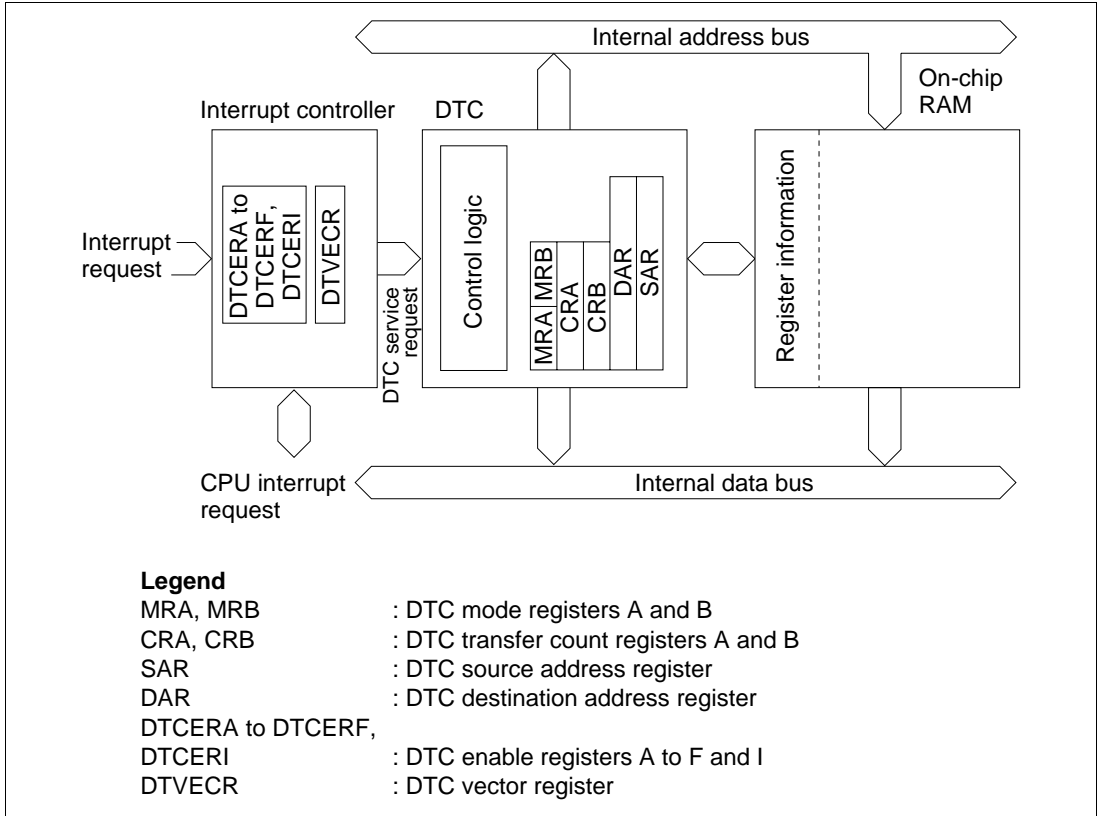 Internal address bus
On-chip
RAM
Interrupt controller
DTC
Interrupt
request
DTCERA to
DTCERF,
DTCERI
DTVECR
DTC service
request
Control logic
MRA
MRB
CRA
CRB
DAR
SAR
Register information
CPU interrupt
request
Internal data bus
Legend
MRA, MRB : DTC mode registers A and B
CRA, CRB : DTC transfer count registers A and B
SAR : DTC source address register
DAR : DTC destination address register
DTCERA to DTCERF,
DTCERI : DTC enable registers A to F and I
DTVECR : DTC vector register